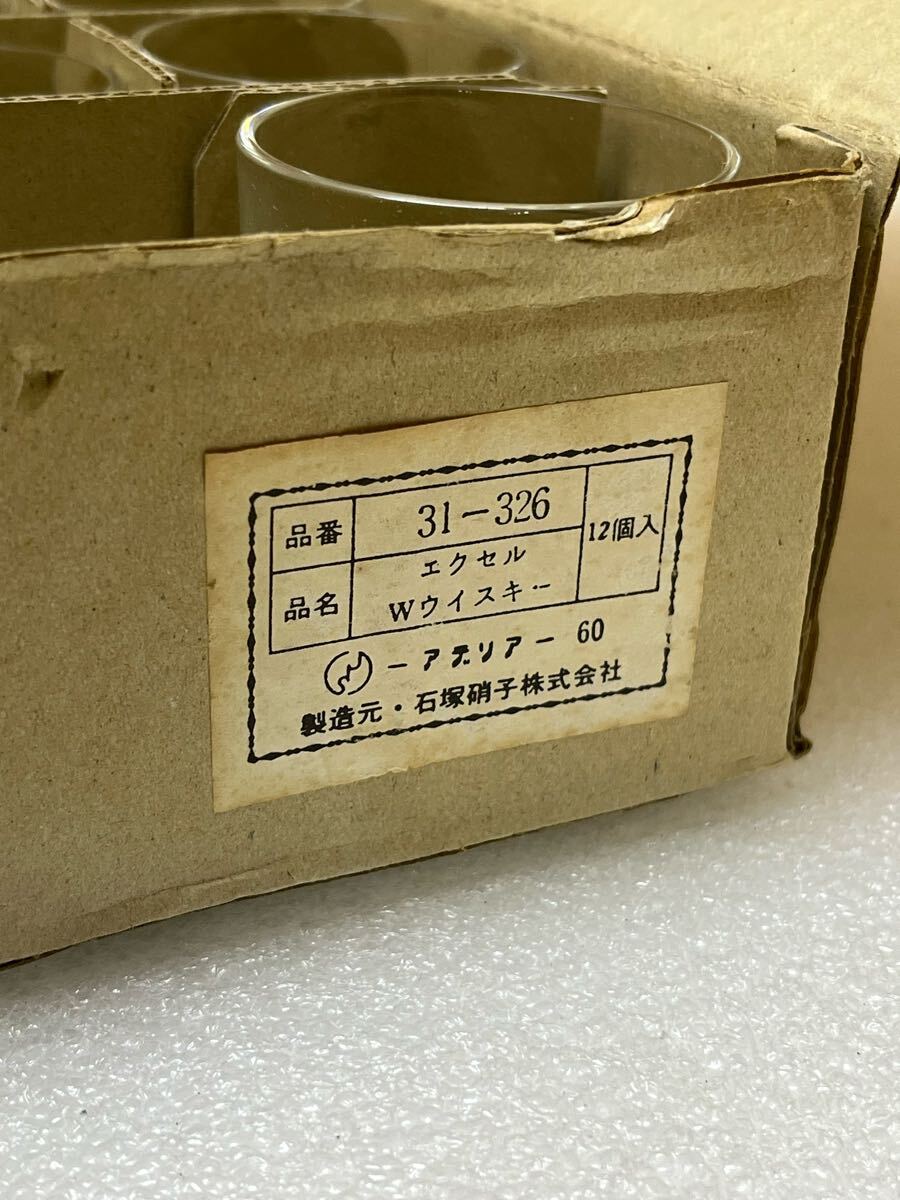 品番 31-326 12個入
品名 エクセル
Wウイスキー
-アデリアー 60
製造元・石塚硝子株式会社